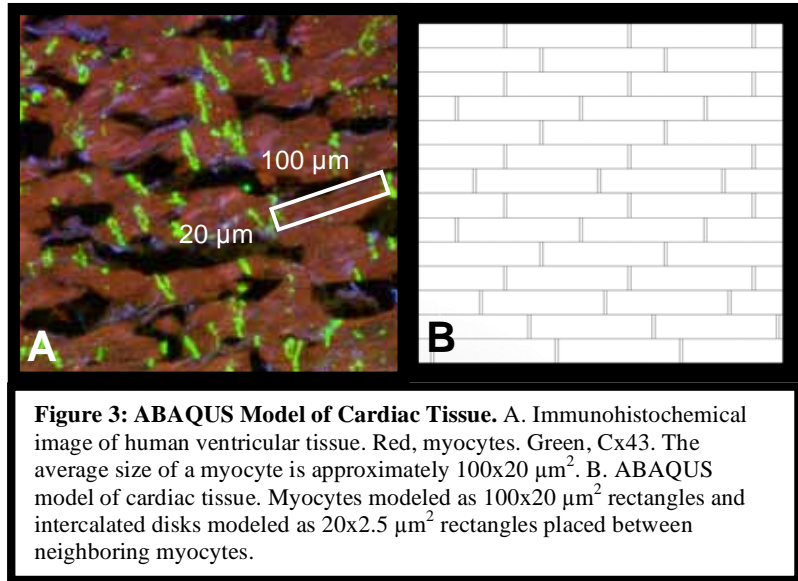 100 µm
20 µm
A
B
Figure 3: ABAQUS Model of Cardiac Tissue. A. Immunohistochemical
image of human ventricular tissue. Red, myocytes. Green, Cx43. The
average size of a myocyte is approximately 100x20 µm². B. ABAQUS
model of cardiac tissue. Myocytes modeled as 100x20 µm² rectangles and
intercalated disks modeled as 20x2.5 µm² rectangles placed between
neighboring myocytes.